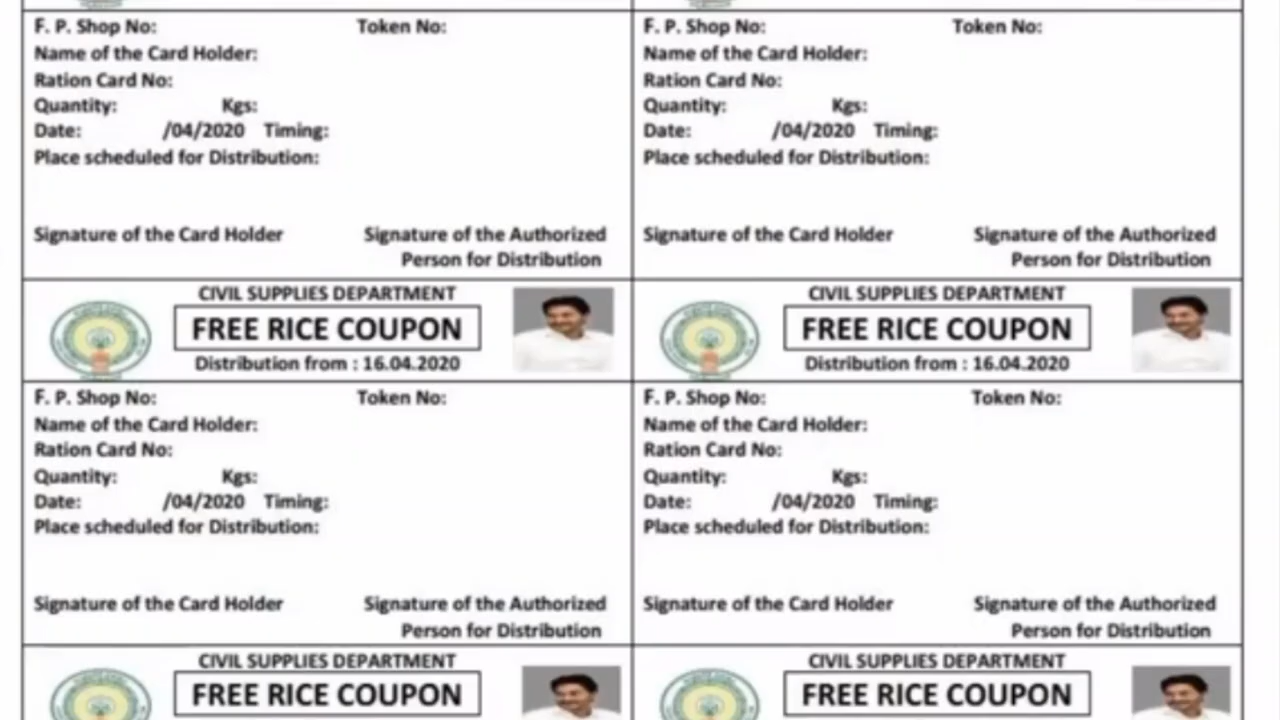 F. P. Shop No: Token No:
Name of the Card Holder:
Ration Card No:
Quantity: Kgs:
Date: /04/2020 Timing:
Place scheduled for Distribution:
Signature of the Card Holder Signature of the Authorized
Person for Distribution
F. P. Shop No: Token No:
Name of the Card Holder:
Ration Card No:
Quantity: Kgs:
Date: /04/2020 Timing:
Place scheduled for Distribution:
Signature of the Card Holder Signature of the Authorized
Person for Distribution
CIVIL SUPPLIES DEPARTMENT
FREE RICE COUPON
Distribution from : 16.04.2020
F. P. Shop No: Token No:
Name of the Card Holder:
Ration Card No:
Quantity: Kgs:
Date: /04/2020 Timing:
Place scheduled for Distribution:
Signature of the Card Holder Signature of the Authorized
Person for Distribution
CIVIL SUPPLIES DEPARTMENT
FREE RICE COUPON
Distribution from : 16.04.2020
F. P. Shop No: Token No:
Name of the Card Holder:
Ration Card No:
Quantity: Kgs:
Date: /04/2020 Timing:
Place scheduled for Distribution:
Signature of the Card Holder Signature of the Authorized
Person for Distribution
CIVIL SUPPLIES DEPARTMENT
FREE RICE COUPON
CIVIL SUPPLIES DEPARTMENT
FREE RICE COUPON